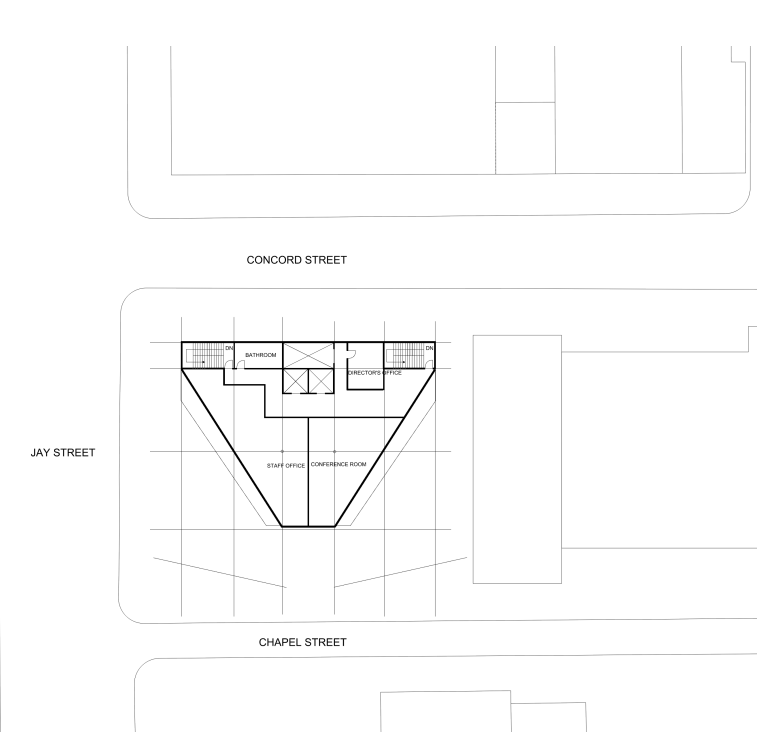 CONCORD STREET
DN
DN
BATHROOM
DIRECTOR'S OFFICE
JAY STREET
STAFF OFFICE
CONFERENCE ROOM
CHAPEL STREET